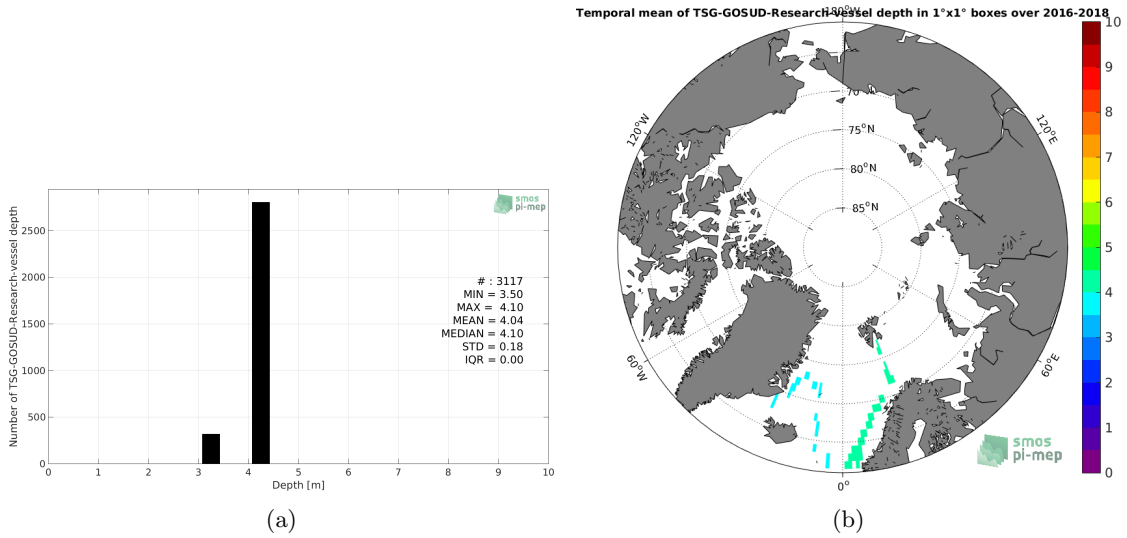 Number of TSG-GOSUD-Research-vessel depth
2500
2000
1500
1000
500
0
0 1 2 3 4 5 6 7 8 9 10
Depth [m]
smos
pi-mep
# : 3117
MIN = 3.50
MAX = 4.10
MEAN = 4.04
MEDIAN = 4.10
STD = 0.18
IQR = 0.00
(a)
Temporal mean of TSG-GOSUD-Research-vessel depth in 1°x1° boxes over 2016-2018
180°W
120°W
120°E
75°N
80°N
85°N
60°W
60°E
0°
smos
pi-mep
10
9
8
7
6
5
4
3
2
1
0
(b)